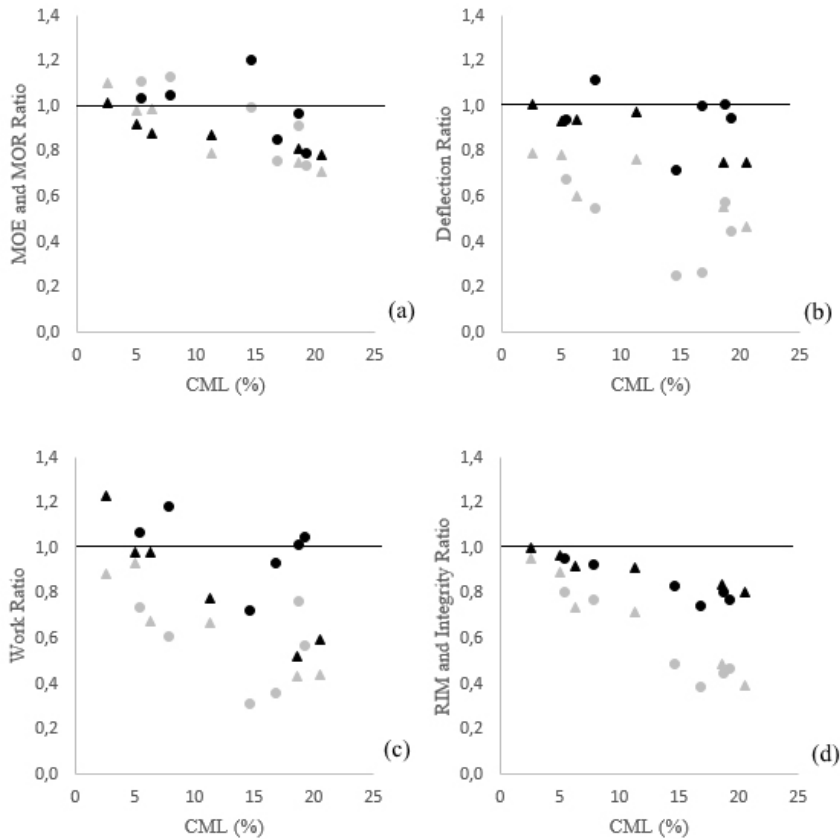 1,4
1,2
1,0
0,8
0,6
0,4
0,2
0,0
MOE and MOR Ratio
0 5 10 15 20 25
CML (%)
(a)
1,4
1,2
1,0
0,8
0,6
0,4
0,2
0,0
Deflection Ratio
0 5 10 15 20 25
CML (%)
(b)
1,4
1,2
1,0
0,8
0,6
0,4
0,2
0,0
Work Ratio
0 5 10 15 20 25
CML (%)
(c)
1,4
1,2
1,0
0,8
0,6
0,4
0,2
0,0
RIM and Integrity Ratio
0 5 10 15 20 25
CML (%)
(d)